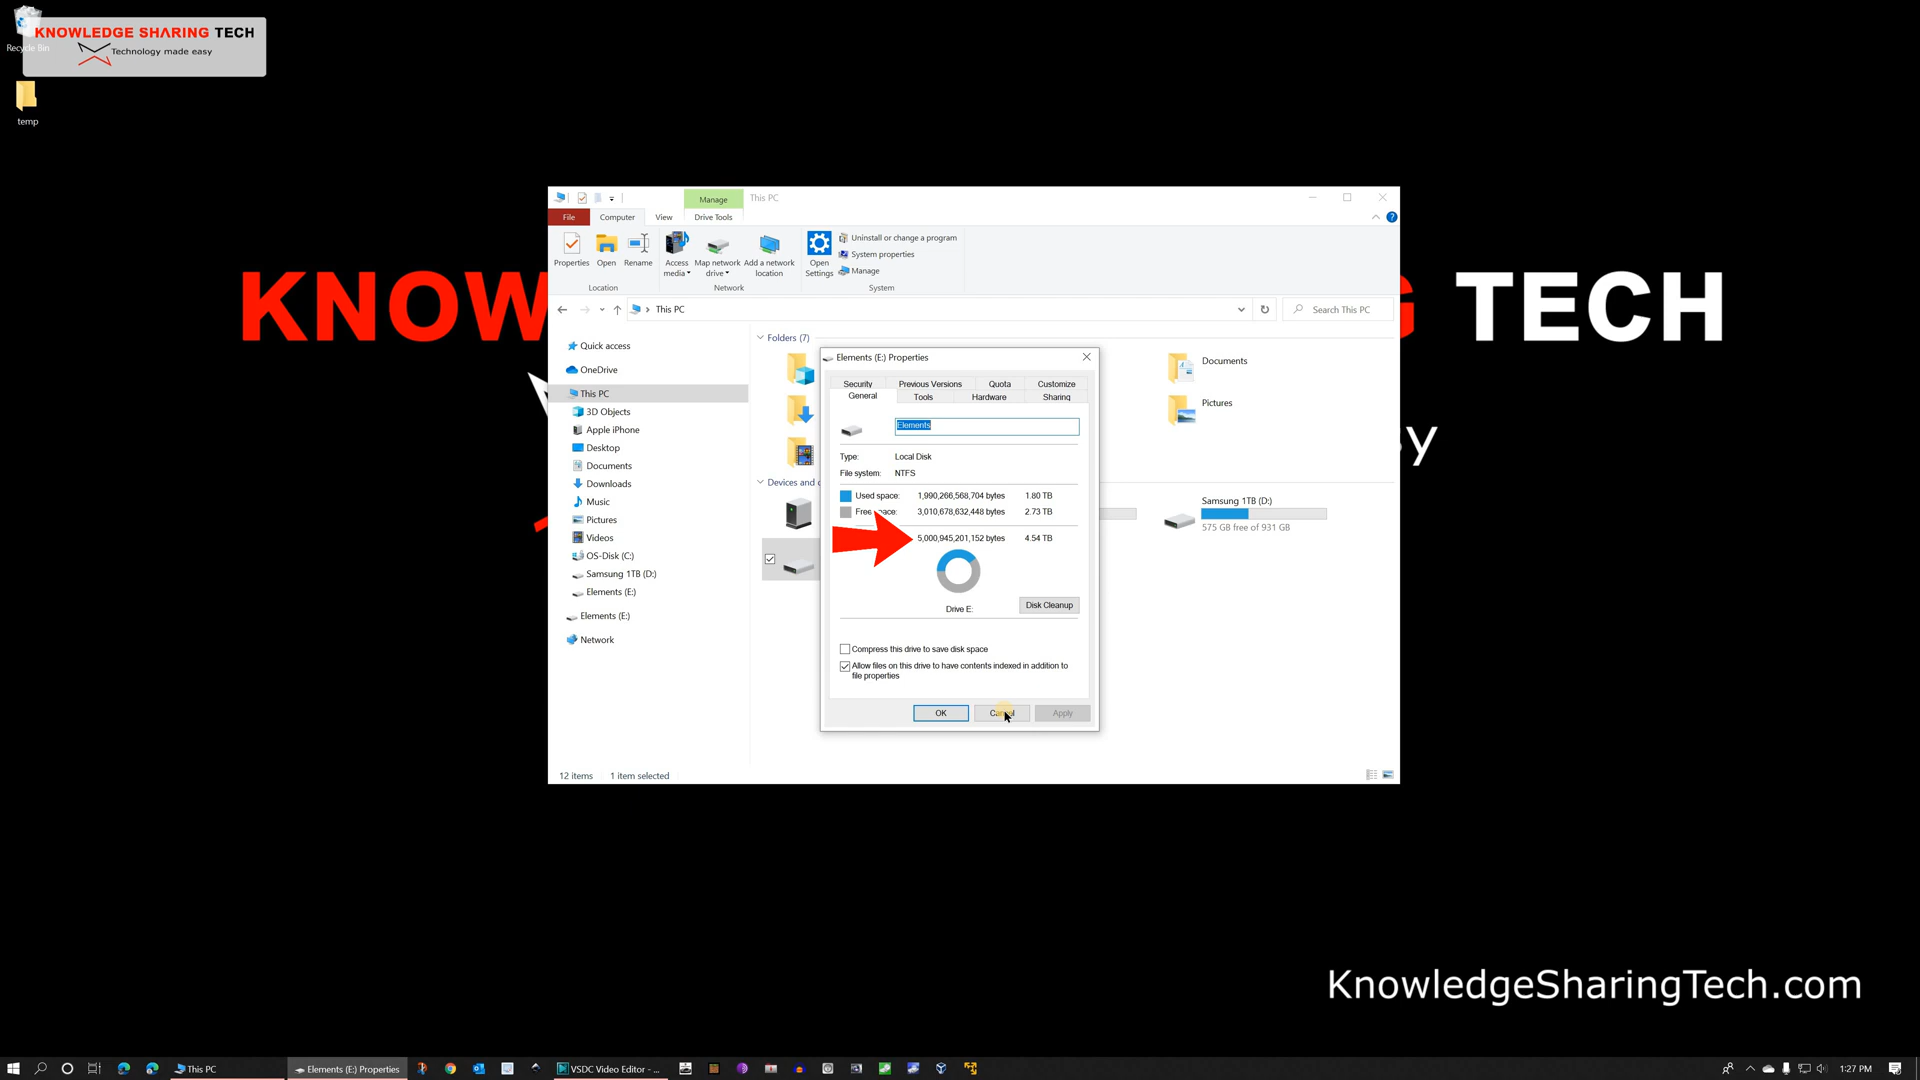 Recycle Bin
KNOWLEDGE SHARING TECH
Technology made easy
temp
KNOW
G TECH
sy
Manage
This PC
File
Computer
View
Drive Tools
Properties
Open
Rename
Access media
Map network drive
Add a network location
Open Settings
Uninstall or change a program
System properties
Manage
Location
Network
System
This PC
Search This PC
Quick access
OneDrive
This PC
3D Objects
Apple iPhone
Desktop
Documents
Downloads
Music
Pictures
Videos
OS-Disk (C:)
Samsung 1TB (D:)
Elements (E:)
Elements (E:)
Network
Folders (7)
Devices and
Documents
Pictures
Samsung 1TB (D:)
575 GB free of 931 GB
Elements (E:) Properties
Security
Previous Versions
Quota
Customize
General
Tools
Hardware
Sharing
Elements
Type: Local Disk
File system: NTFS
Used space: 1,990,266,568,704 bytes 1.80 TB
Free space: 3,010,678,632,448 bytes 2.73 TB
5,000,945,201,152 bytes 4.54 TB
Drive E:
Disk Cleanup
Compress this drive to save disk space
Allow files on this drive to have contents indexed in addition to
file properties
OK
Cancel
Apply
12 items
1 item selected
KnowledgeSharingTech.com
This PC
Elements (E:) Properties
VSDC Video Editor - ...
1:27 PM